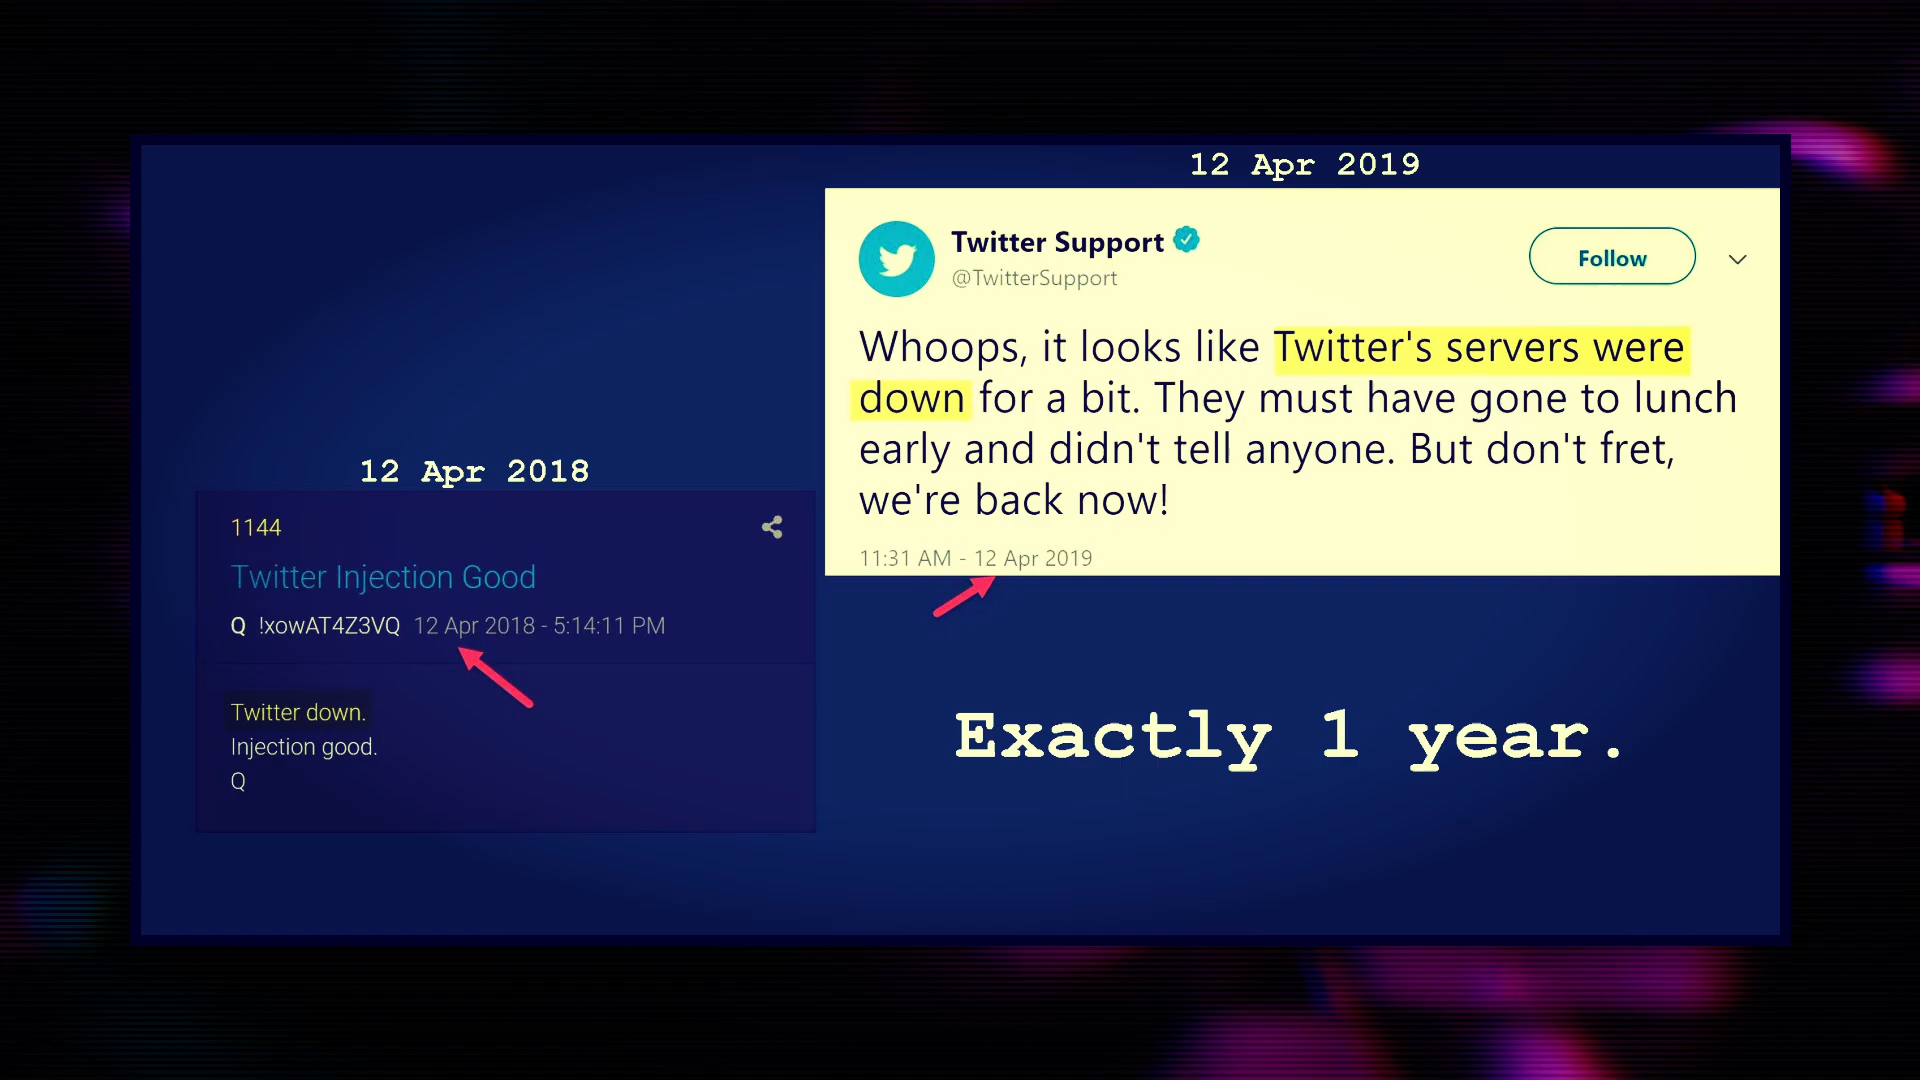 12 Apr 2018
1144
Twitter Injection Good
Q !xowAT4Z3VQ 12 Apr 2018 - 5:14:11 PM
Twitter down.
Injection good.
Q
12 Apr 2019
Twitter Support
@TwitterSupport
Follow
Whoops, it looks like Twitter's servers were
down for a bit. They must have gone to lunch
early and didn't tell anyone. But don't fret,
we're back now!
11:31 AM - 12 Apr 2019
Exactly 1 year.